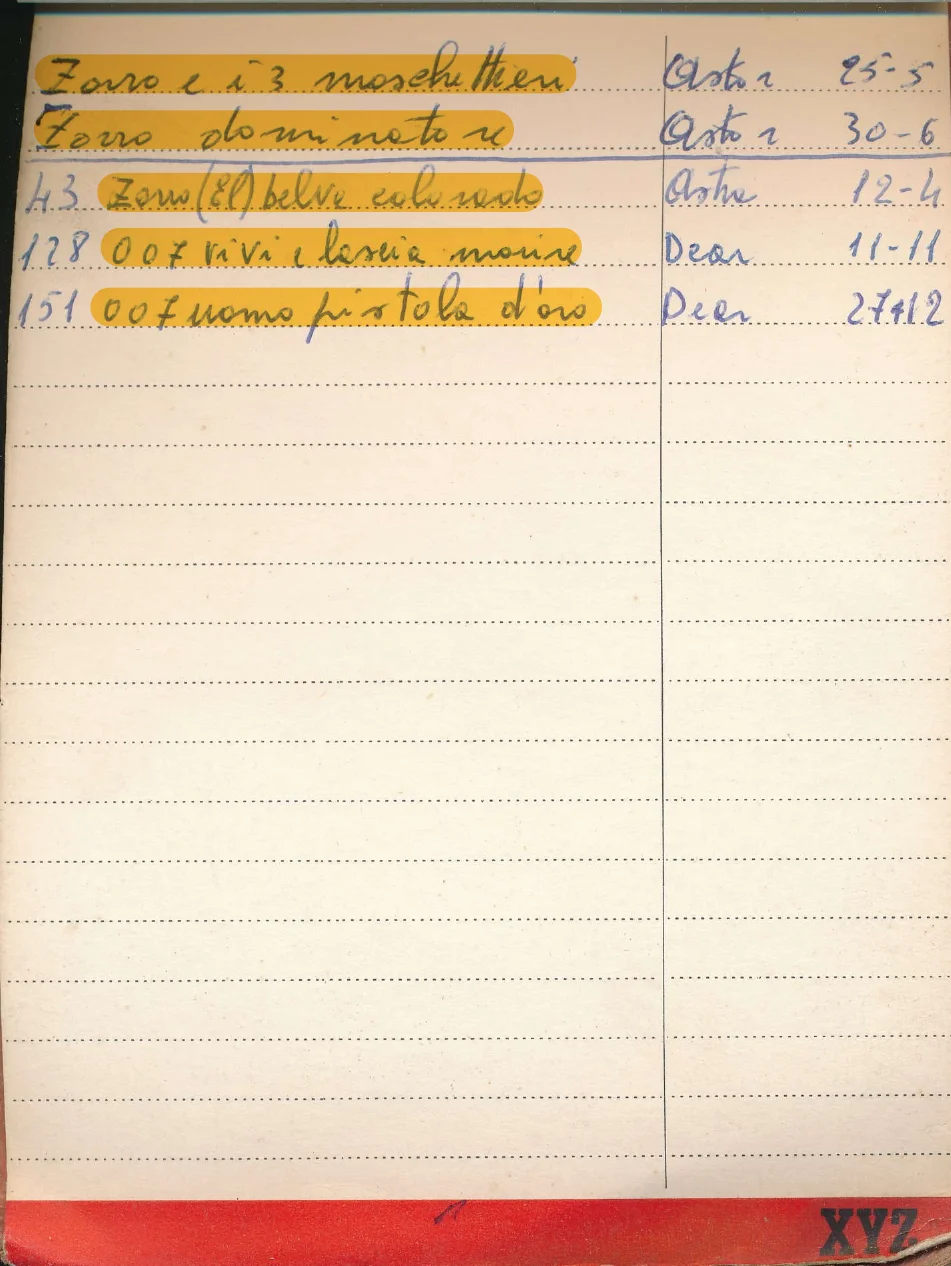 Zorro e i 3 moschettieri Astor 25-5
Zorro dominatore Astor 30-6
43 Zorro (El) belva colorado Astra 12-4
128 007 vivi e lascia morire Dear 11-11
151 007 uomo pistola d'oro Dear 27-12
XYZ